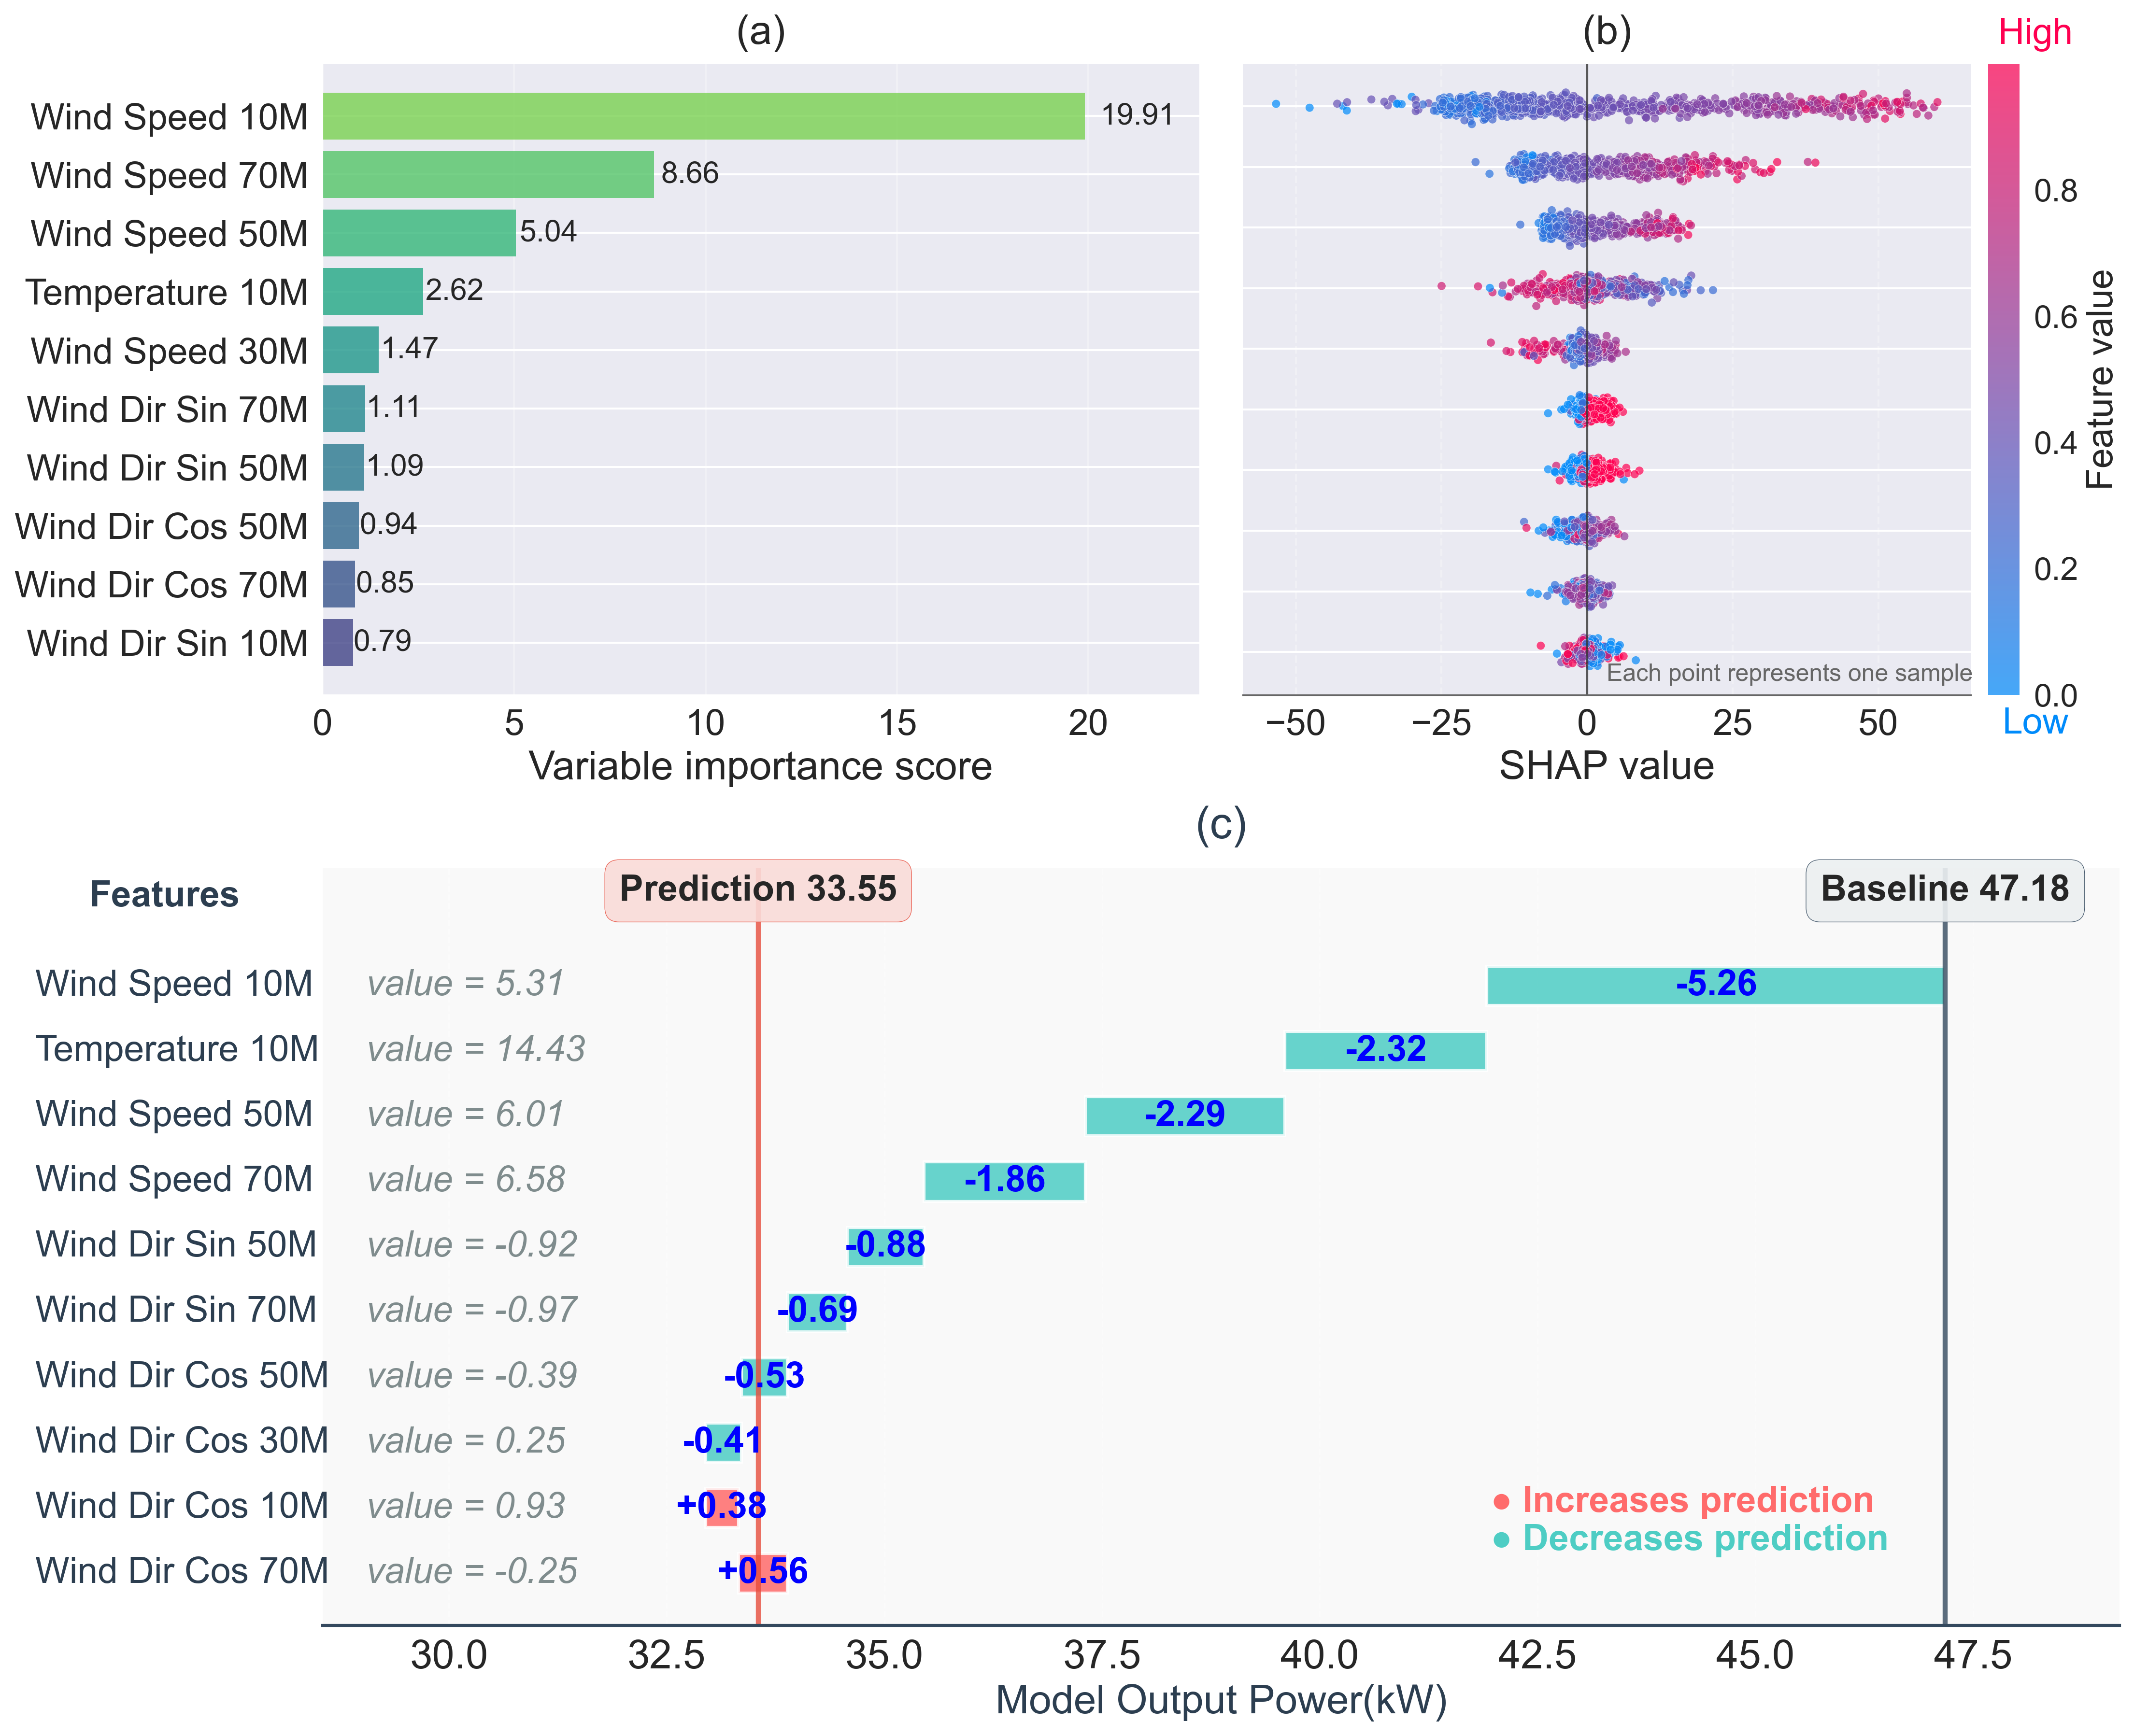 (a)
Wind Speed 10M 19.91
Wind Speed 70M 8.66
Wind Speed 50M 5.04
Temperature 10M 2.62
Wind Speed 30M 1.47
Wind Dir Sin 70M 1.11
Wind Dir Sin 50M 1.09
Wind Dir Cos 50M 0.94
Wind Dir Cos 70M 0.85
Wind Dir Sin 10M 0.79
0 5 10 15 20
Variable importance score
(b)
Each point represents one sample
−50 −25 0 25 50
SHAP value
High
0.8
0.6
0.4
0.2
0.0
Low
Feature value
(c)
Features
Prediction 33.55
Baseline 47.18
Wind Speed 10M value = 5.31 -5.26
Temperature 10M value = 14.43 -2.32
Wind Speed 50M value = 6.01 -2.29
Wind Speed 70M value = 6.58 -1.86
Wind Dir Sin 50M value = -0.92 -0.88
Wind Dir Sin 70M value = -0.97 -0.69
Wind Dir Cos 50M value = -0.39 -0.53
Wind Dir Cos 30M value = 0.25 -0.41
Wind Dir Cos 10M value = 0.93 +0.38
Wind Dir Cos 70M value = -0.25 +0.56
● Increases prediction
● Decreases prediction
30.0 32.5 35.0 37.5 40.0 42.5 45.0 47.5
Model Output Power(kW)